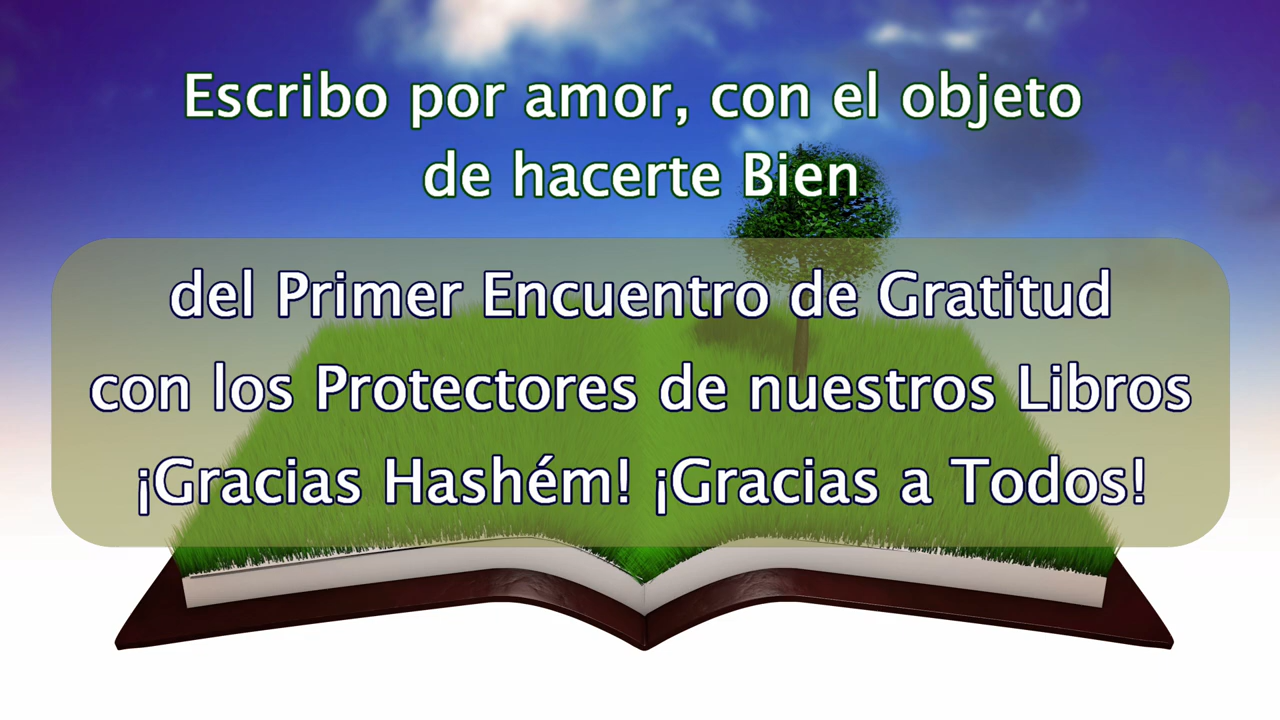 Escribo por amor, con el objeto
de hacerte Bien
del Primer Encuentro de Gratitud
con los Protectores de nuestros Libros
¡Gracias Hashém! ¡Gracias a Todos!